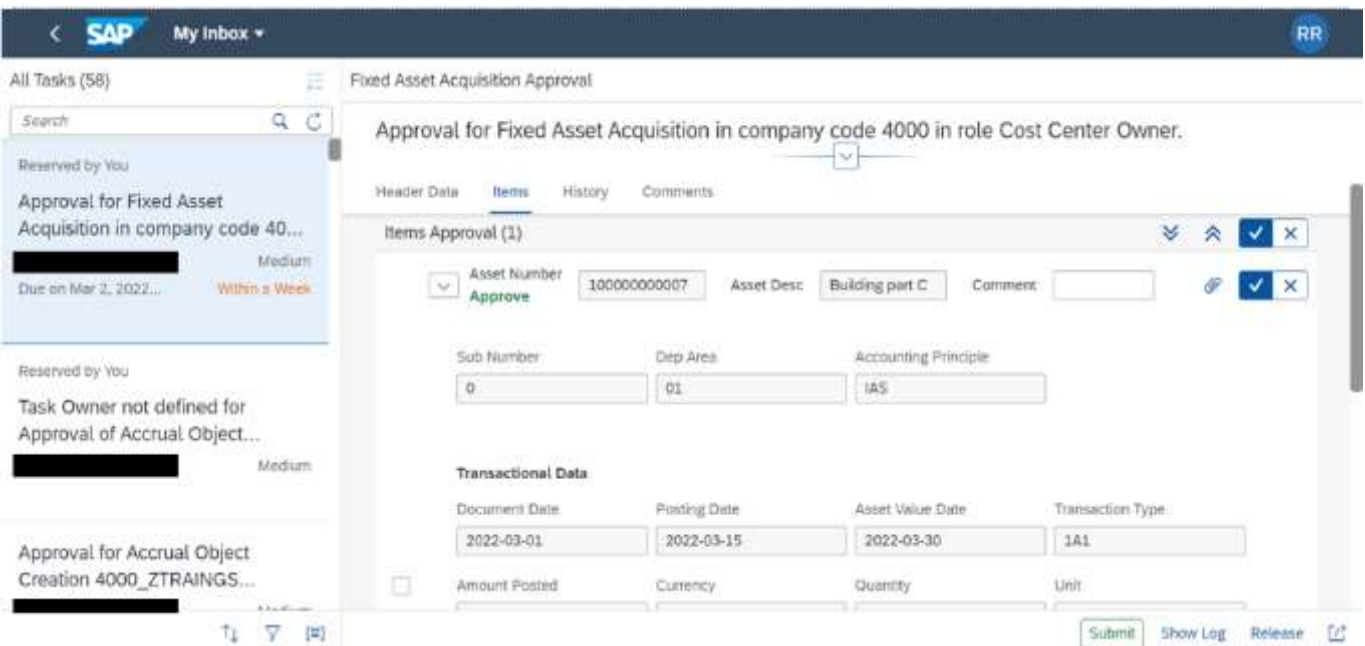 SAP My Inbox
RR
All Tasks (58)
Search
Reserved by You
Approval for Fixed Asset
Acquisition in company code 40...
Medium
Due on Mar 2, 2022... Within a Week
Reserved by You
Task Owner not defined for
Approval of Accrual Object...
Medium
Approval for Accrual Object
Creation 4000_ZTRAINGS...
Fixed Asset Acquisition Approval
Approval for Fixed Asset Acquisition in company code 4000 in role Cost Center Owner.
Header Data Items History Comments
Items Approval (1)
Asset Number 100000000007 Asset Desc Building part C Comment
Approve
Sub Number Dep Area Accounting Principle
0 01 IAS
Transactional Data
Document Date Posting Date Asset Value Date Transaction Type
2022-03-01 2022-03-15 2022-03-30 1A1
Amount Posted Currency Quantity Unit
Submit Show Log Release